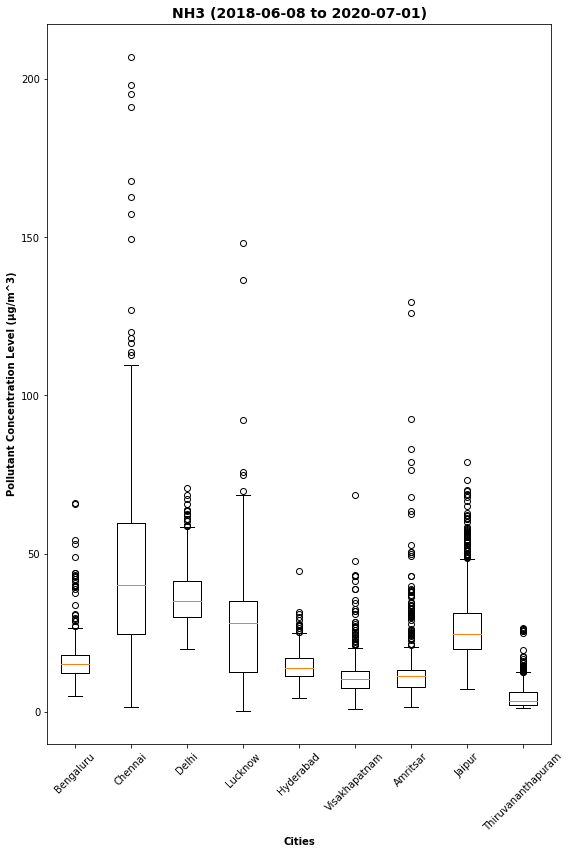 NH3 (2018-06-08 to 2020-07-01)
Pollutant Concentration Level (µg/m^3)
200
150
100
50
0
Bengaluru
Chennai
Delhi
Lucknow
Hyderabad
Visakhapatnam
Amritsar
Jaipur
Thiruvananthapuram
Cities